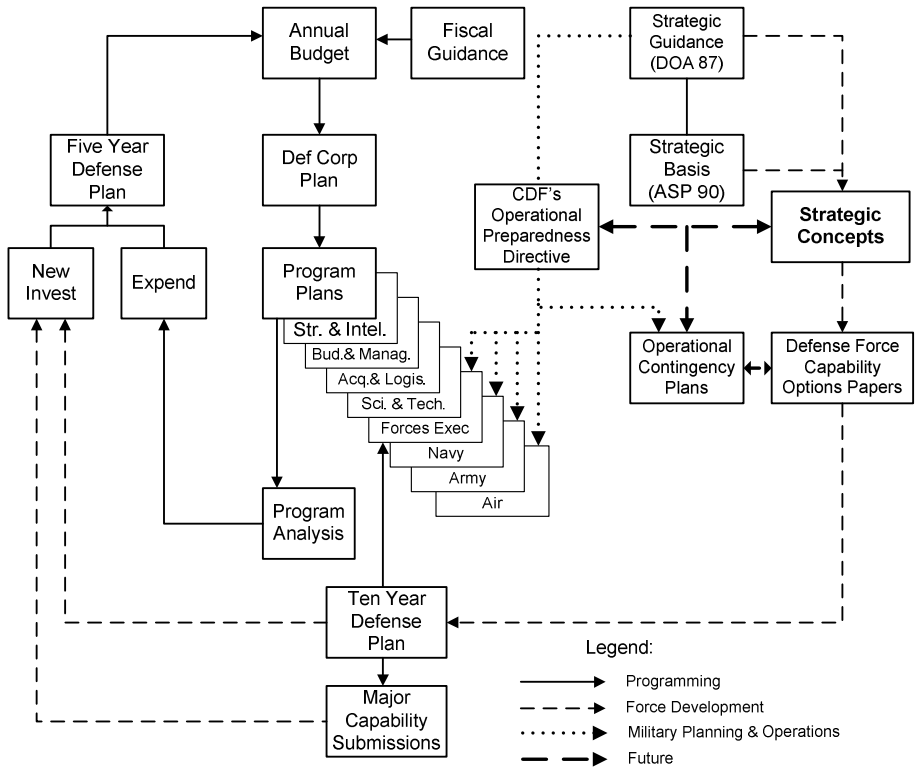 Annual
Budget
Fiscal
Guidance
Strategic
Guidance
(DOA 87)
Five Year
Defense
Plan
Def Corp
Plan
Strategic
Basis
(ASP 90)
CDF's
Operational
Preparedness
Directive
Strategic
Concepts
New
Invest
Expend
Program
Plans
Str. & Intel.
Bud.& Manag.
Acq.& Logis.
Sci. & Tech.
Forces Exec
Navy
Army
Air
Operational
Contingency
Plans
Defense Force
Capability
Options Papers
Program
Analysis
Ten Year
Defense
Plan
Major
Capability
Submissions
Legend:
Programming
Force Development
Military Planning & Operations
Future